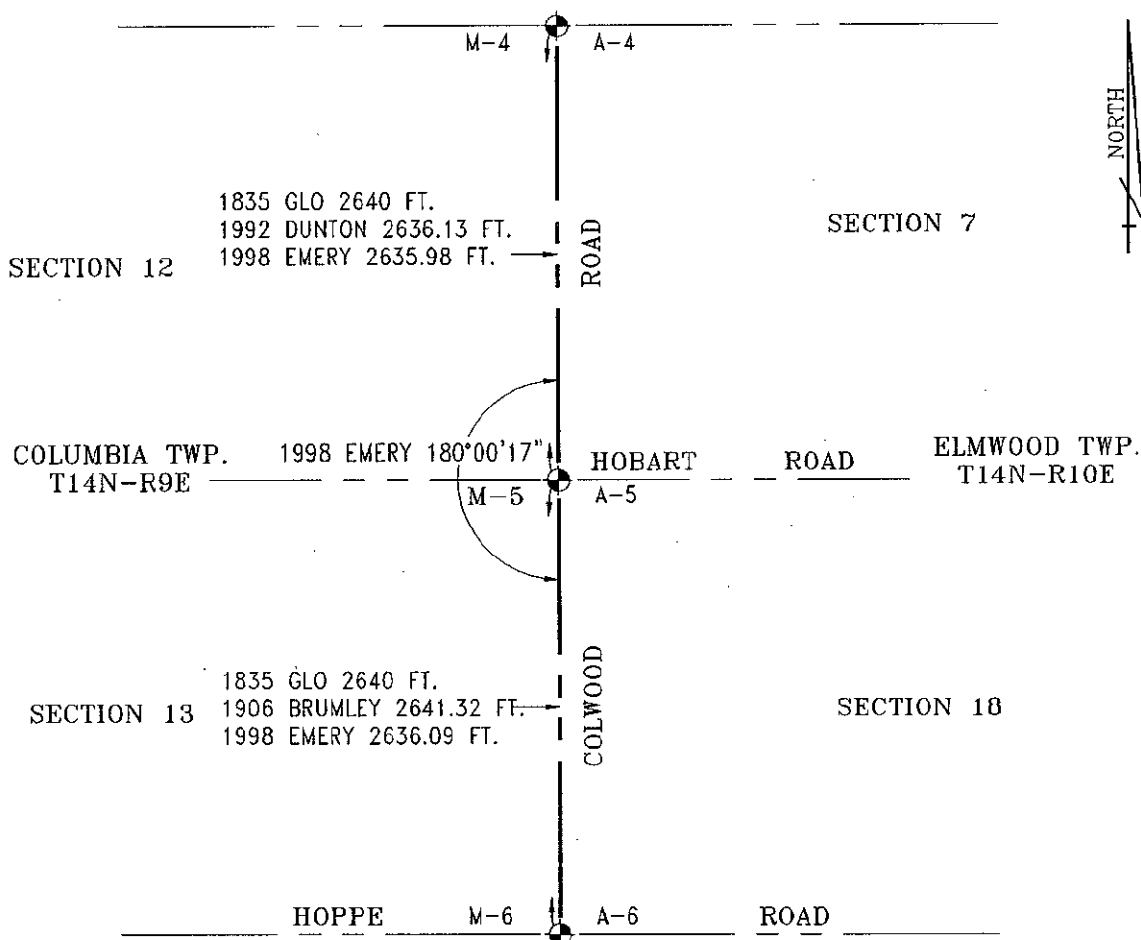 M-4 A-4
NORTH
1835 GLO 2640 FT.
1992 DUNTON 2636.13 FT.
1998 EMERY 2635.98 FT.
ROAD
SECTION 7
SECTION 12
COLUMBIA TWP.
T14N-R9E
1998 EMERY 180°00'17"
HOBART ROAD
ELMWOOD TWP.
T14N-R10E
M-5 A-5
COLWOOD
1835 GLO 2640 FT.
1906 BRUMLEY 2641.32 FT.
1998 EMERY 2636.09 FT.
SECTION 13
SECTION 18
HOPPE M-6 A-6 ROAD